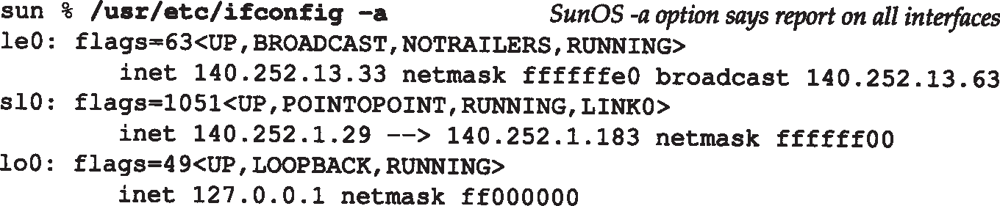 sun % /usr/etc/ifconfig -a SunOS -a option says report on all interfaces
le0: flags=63<UP,BROADCAST,NOTRAILERS,RUNNING>
inet 140.252.13.33 netmask ffffffe0 broadcast 140.252.13.63
sl0: flags=1051<UP,POINTOPOINT,RUNNING,LINK0>
inet 140.252.1.29 --> 140.252.1.183 netmask ffffff00
lo0: flags=49<UP,LOOPBACK,RUNNING>
inet 127.0.0.1 netmask ff000000